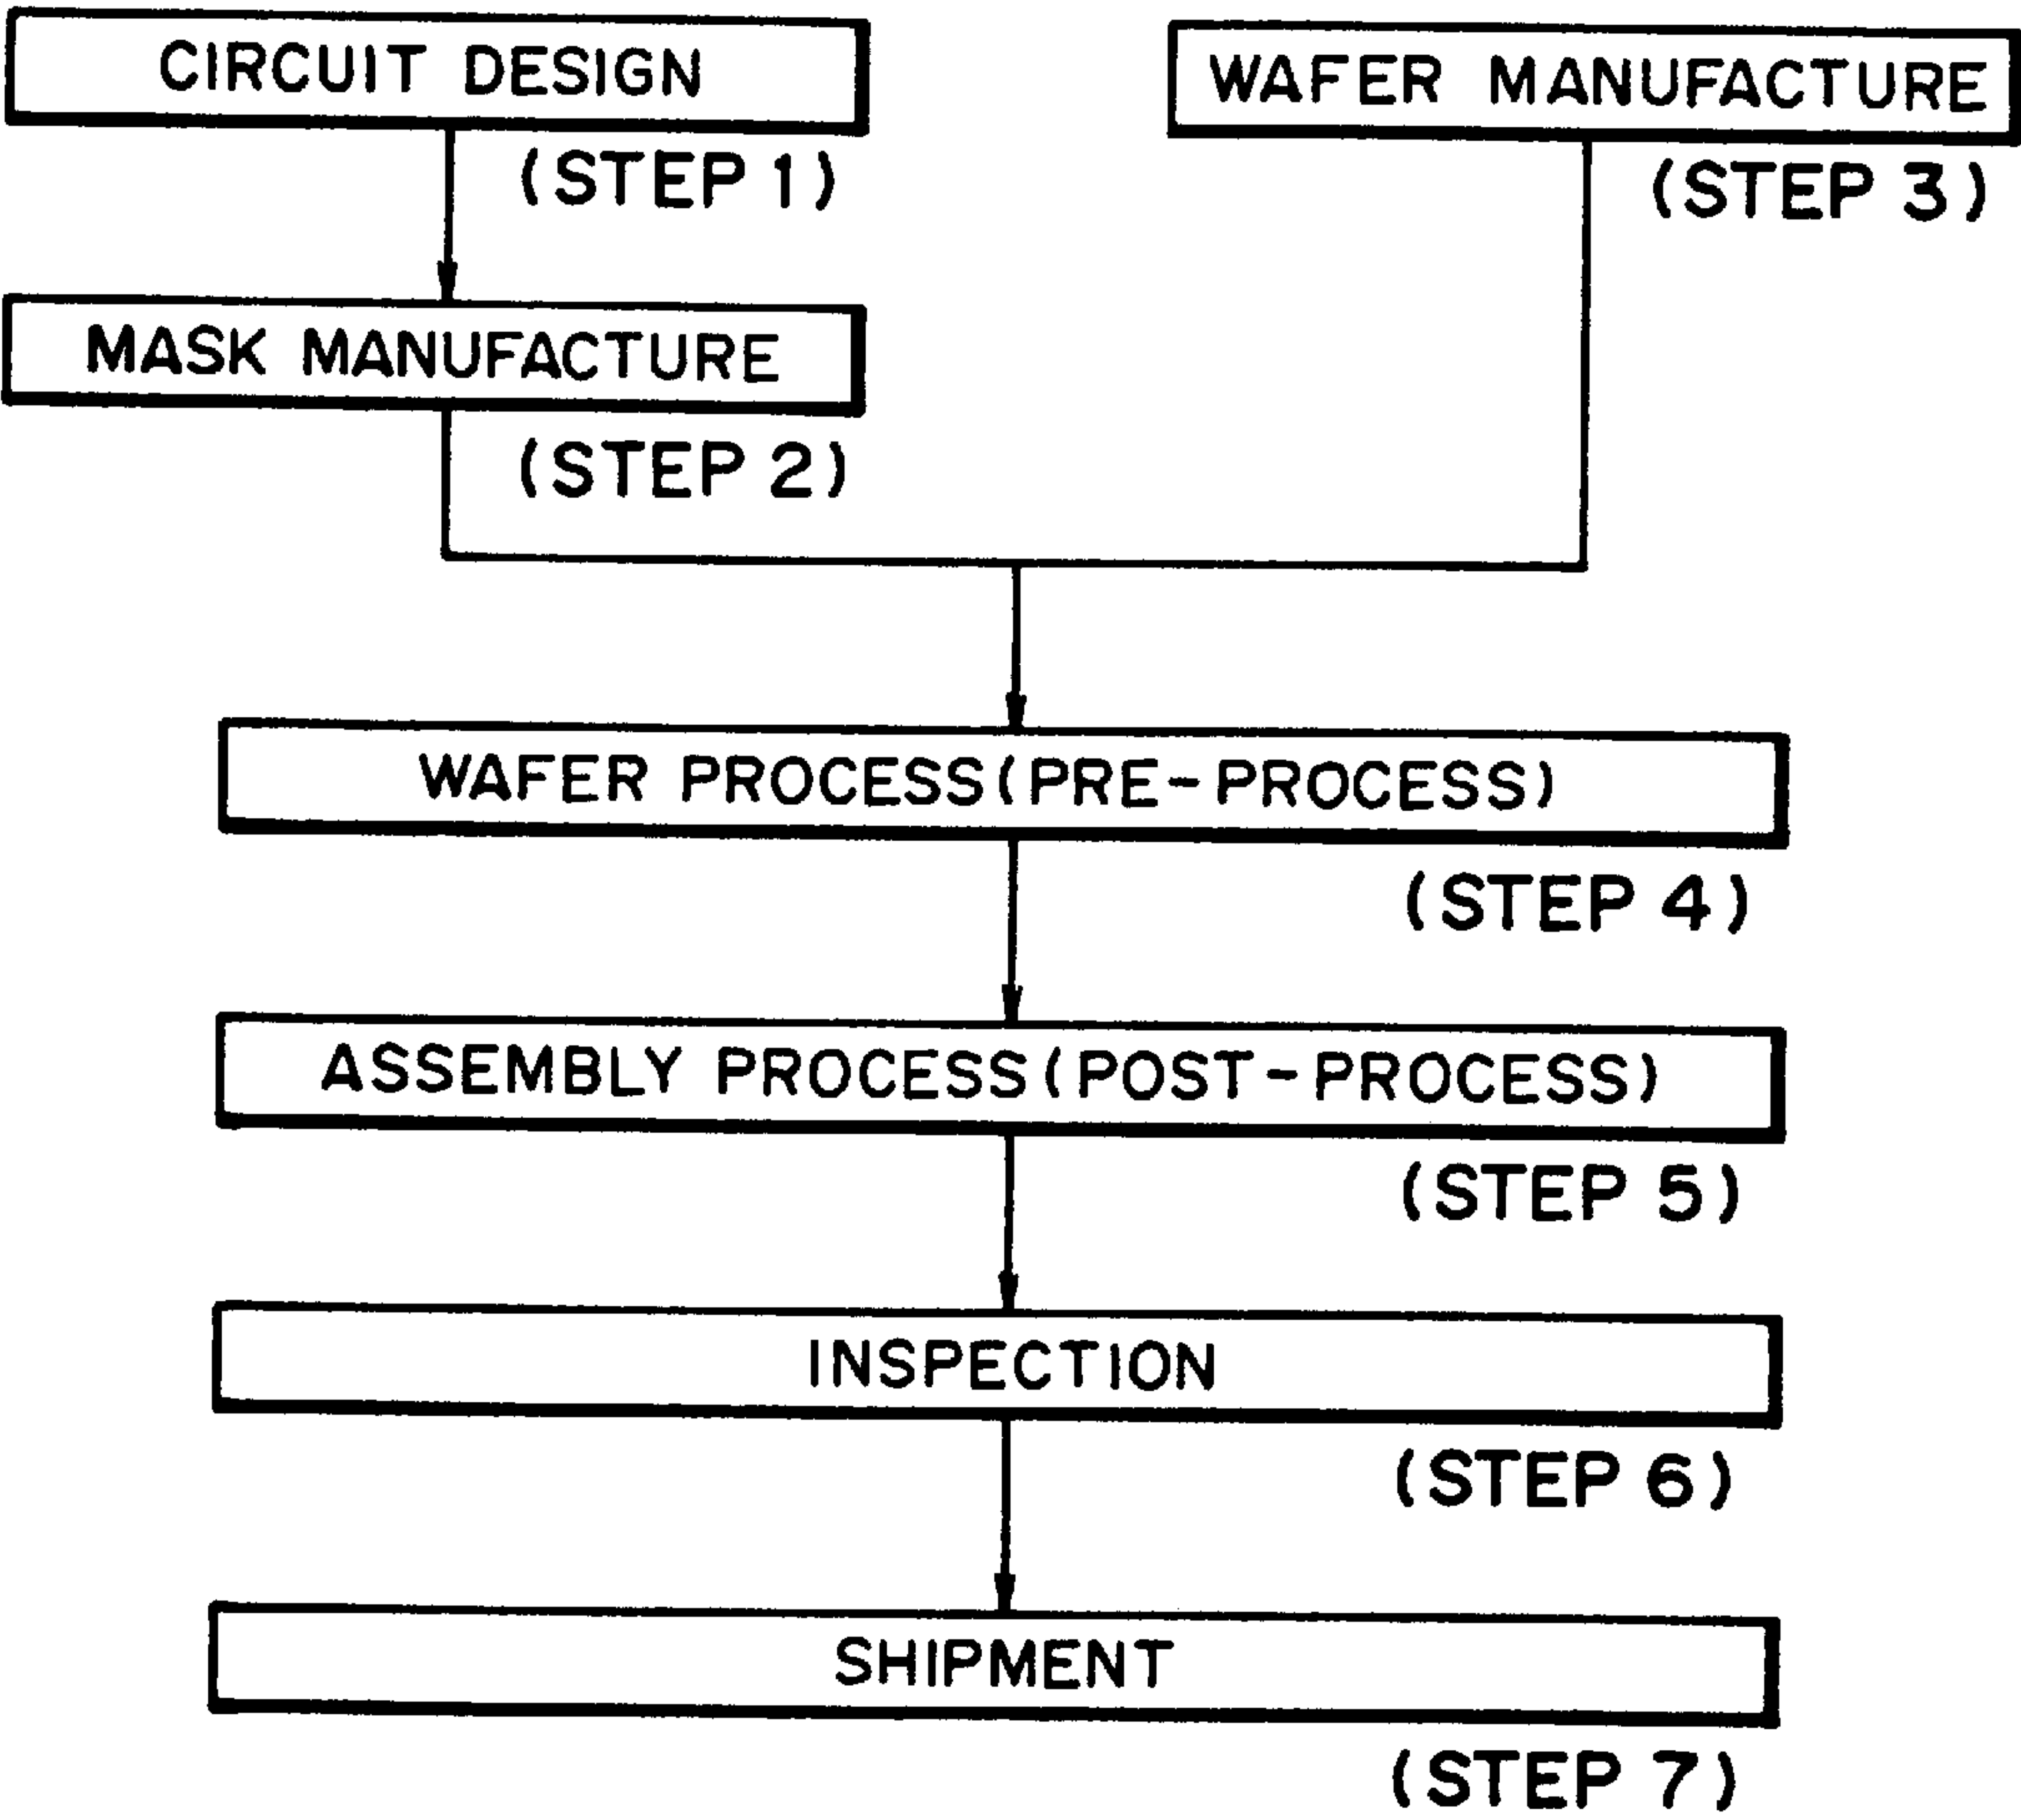 CIRCUIT DESIGN
(STEP 1)
MASK MANUFACTURE
(STEP 2)
WAFER MANUFACTURE
(STEP 3)
WAFER PROCESS (PRE-PROCESS)
(STEP 4)
ASSEMBLY PROCESS (POST-PROCESS)
(STEP 5)
INSPECTION
(STEP 6)
SHIPMENT
(STEP 7)